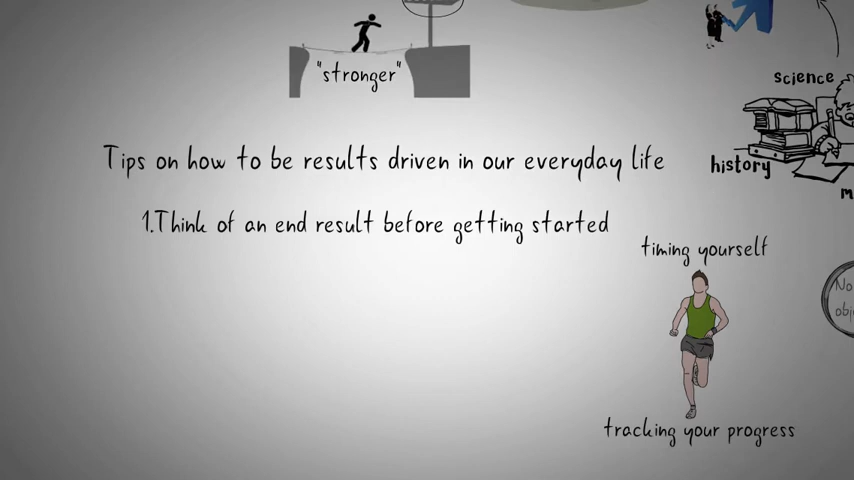 "stronger"
science
Tips on how to be results driven in our everyday life
history
1.Think of an end result before getting started
timing yourself
No
tracking your progress